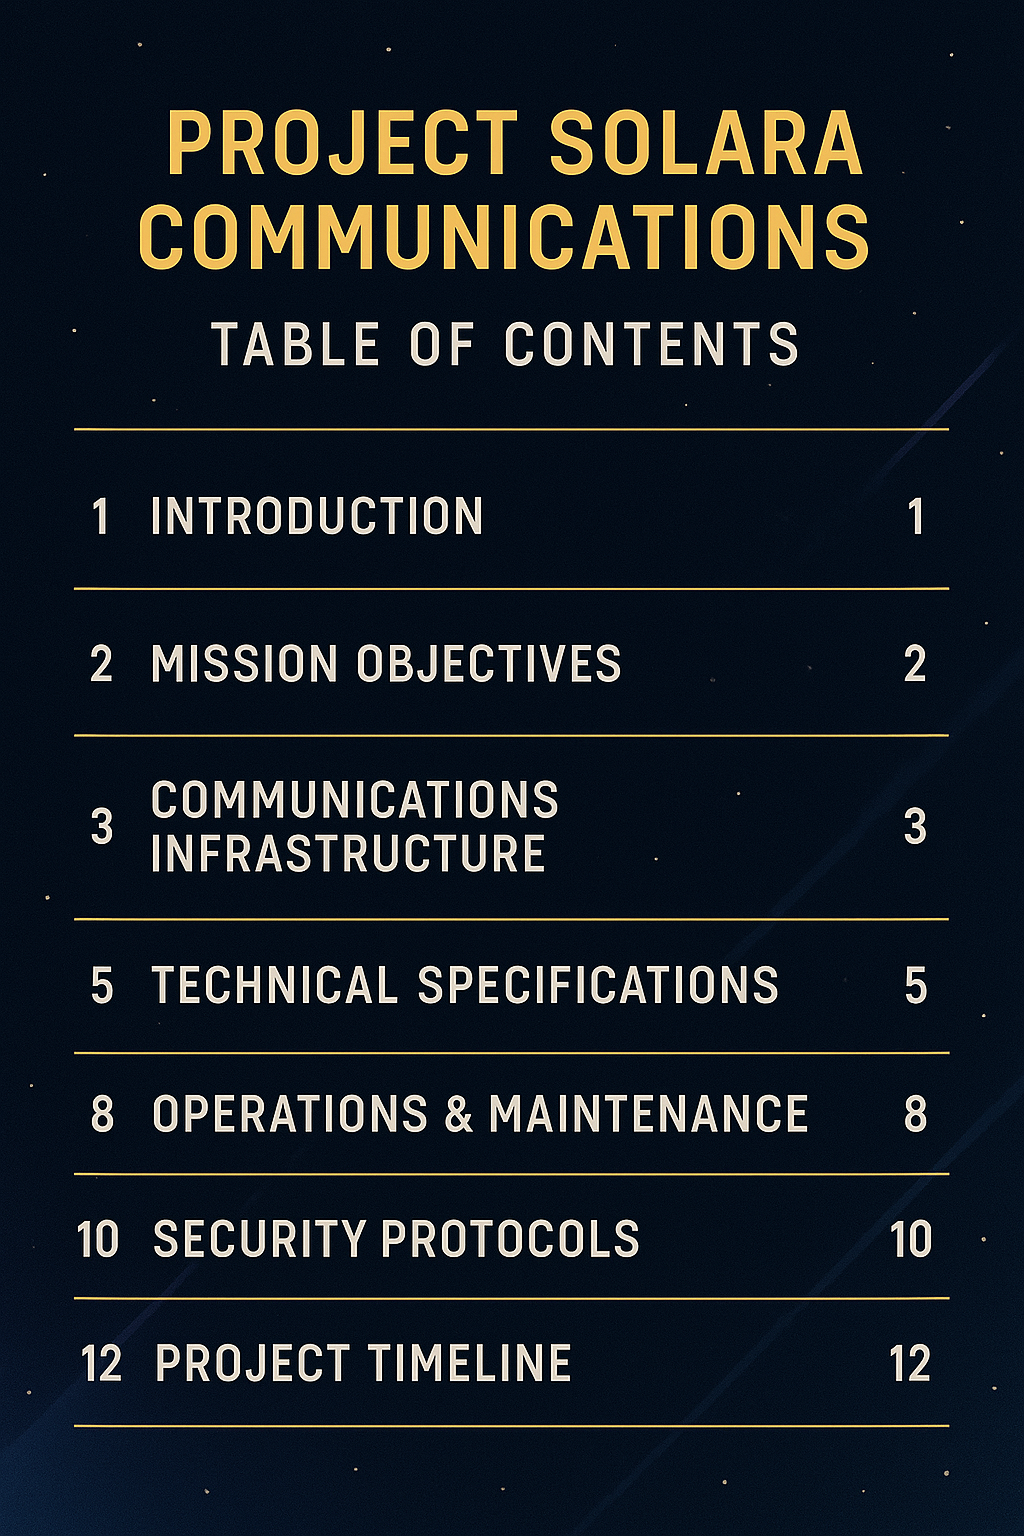 PROJECT SOLARA
COMMUNICATIONS
TABLE OF CONTENTS
1 INTRODUCTION 1
2 MISSION OBJECTIVES 2
3 COMMUNICATIONS
INFRASTRUCTURE 3
5 TECHNICAL SPECIFICATIONS 5
8 OPERATIONS & MAINTENANCE 8
10 SECURITY PROTOCOLS 10
12 PROJECT TIMELINE 12